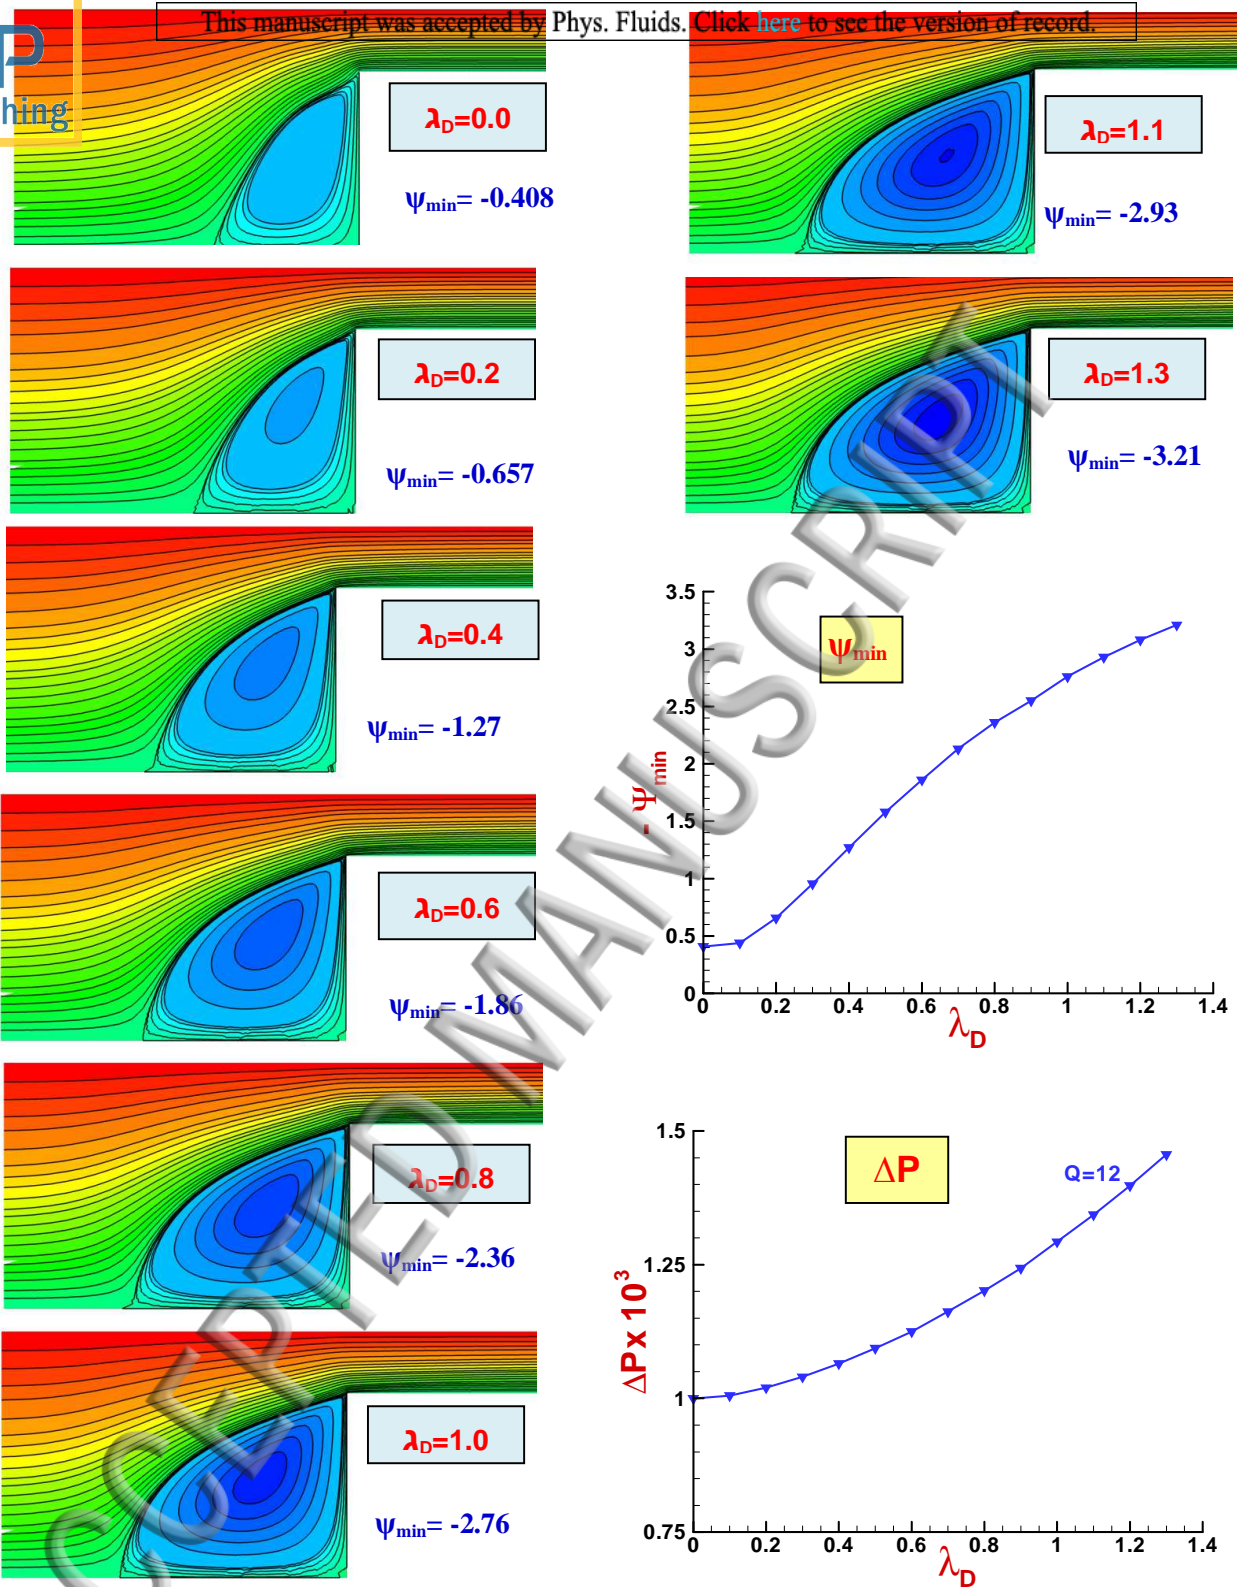 This manuscript was accepted by Phys. Fluids. Click here to see the version of record.
P
hing
λD=0.0
ψmin= -0.408
λD=0.2
ψmin= -0.657
λD=0.4
ψmin= -1.27
λD=0.6
ψmin= -1.86
λD=0.8
ψmin= -2.36
λD=1.0
ψmin= -2.76
λD=1.1
ψmin= -2.93
λD=1.3
ψmin= -3.21
ψmin
3.5
3
2.5
2
1.5
1
0.5
0
- Ψmin
0 0.2 0.4 0.6 0.8 1 1.2 1.4
λD
ΔP
Q=12
1.5
1.25
1
0.75
ΔP x 10³
0 0.2 0.4 0.6 0.8 1 1.2 1.4
λD
CCEPTED MANUSCRIPT